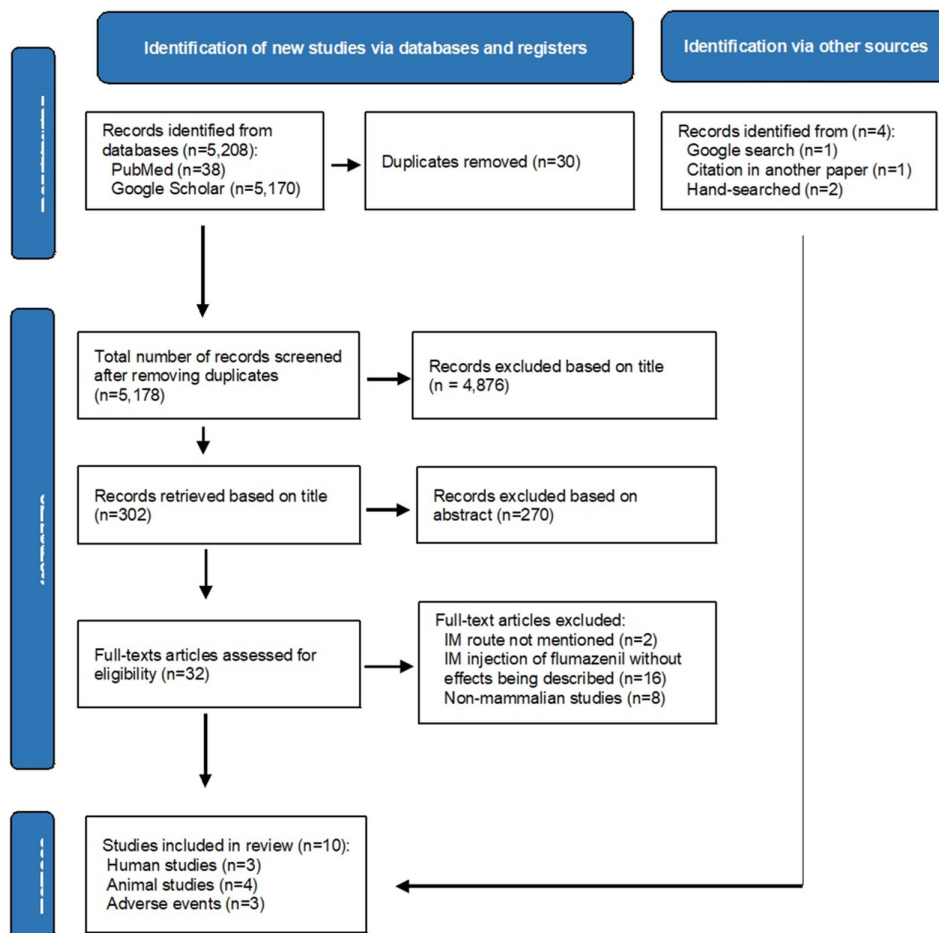 Identification of new studies via databases and registers
Identification via other sources
Records identified from
databases (n=5,208):
PubMed (n=38)
Google Scholar (n=5,170)
Duplicates removed (n=30)
Records identified from (n=4):
Google search (n=1)
Citation in another paper (n=1)
Hand-searched (n=2)
Total number of records screened
after removing duplicates
(n=5,178)
Records excluded based on title
(n = 4,876)
Records retrieved based on title
(n=302)
Records excluded based on
abstract (n=270)
Full-texts articles assessed for
eligibility (n=32)
Full-text articles excluded:
IM route not mentioned (n=2)
IM injection of flumazenil without
effects being described (n=16)
Non-mammalian studies (n=8)
Studies included in review (n=10):
Human studies (n=3)
Animal studies (n=4)
Adverse events (n=3)